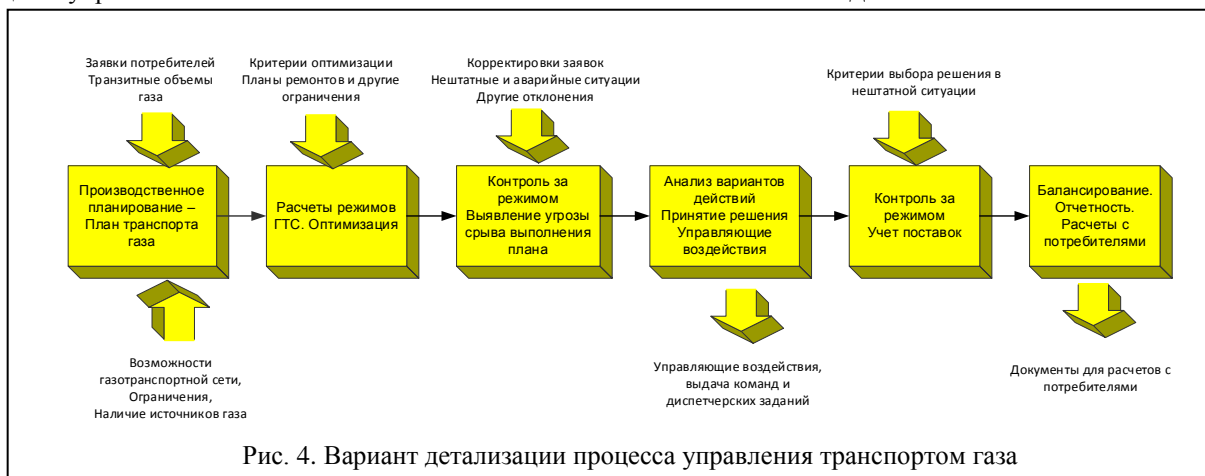 Заявки потребителей
Транзитные объемы
газа
Критерии оптимизации
Планы ремонтов и другие
ограничения
Корректировки заявок
Нештатные и аварийные ситуации
Другие отклонения
Критерии выбора решения в
нештатной ситуации
Производственное
планирование –
План транспорта
газа
Расчеты режимов
ГТС. Оптимизация
Контроль за
режимом
Выявление угрозы
срыва выполнения
плана
Анализ вариантов
действий
Принятие решения
Управляющие
воздействия
Контроль за
режимом
Учет поставок
Балансирование.
Отчетность.
Расчеты с
потребителями
Возможности
газотранспортной сети,
Ограничения,
Наличие источников газа
Управляющие воздействия,
выдача команд и
диспетчерских заданий
Документы для расчетов с
потребителями
Рис. 4. Вариант детализации процесса управления транспортом газа